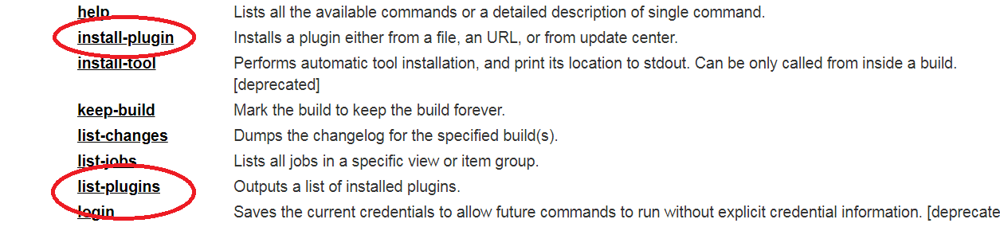 help Lists all the available commands or a detailed description of single command.
install-plugin Installs a plugin either from a file, an URL, or from update center.
install-tool Performs automatic tool installation, and print its location to stdout. Can be only called from inside a build.
[deprecated]
keep-build Mark the build to keep the build forever.
list-changes Dumps the changelog for the specified build(s).
list-jobs Lists all jobs in a specific view or item group.
list-plugins Outputs a list of installed plugins.
login Saves the current credentials to allow future commands to run without explicit credential information. [deprecate